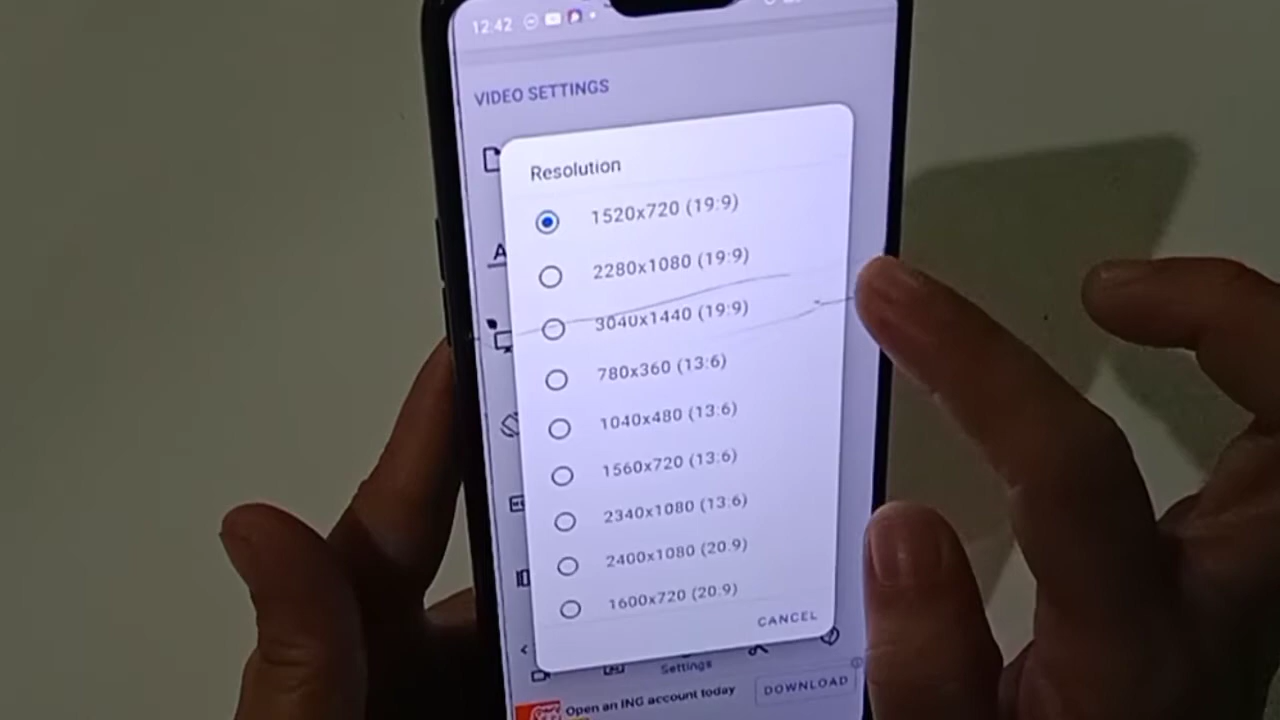 12:42
VIDEO SETTINGS
Resolution
1520x720 (19:9)
2280x1080 (19:9)
3040x1440 (19:9)
780x360 (13:6)
1040x480 (13:6)
1560x720 (13:6)
2340x1080 (13:6)
2400x1080 (20:9)
1600x720 (20:9)
CANCEL
Settings
Open an ING account today
DOWNLOAD